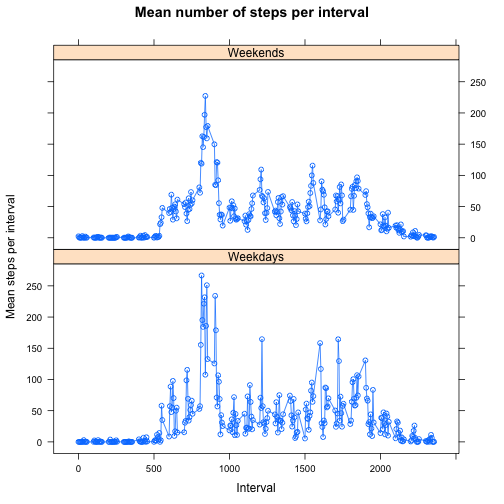 Mean number of steps per interval
Weekends
250
200
150
100
50
0
Weekdays
250
200
150
100
50
0
Mean steps per interval
0 500 1000 1500 2000
Interval